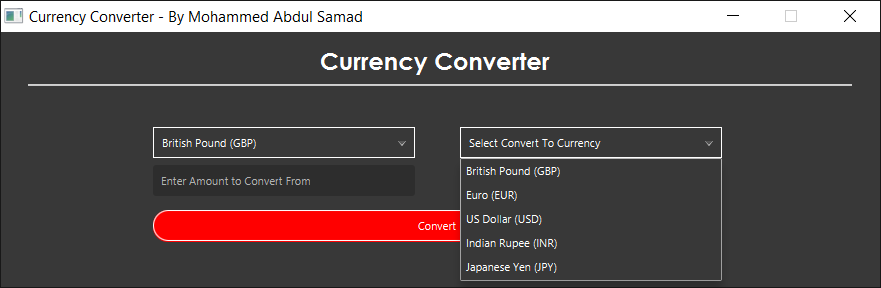 Currency Converter - By Mohammed Abdul Samad
Currency Converter
British Pound (GBP)
Select Convert To Currency
Enter Amount to Convert From
British Pound (GBP)
Euro (EUR)
US Dollar (USD)
Indian Rupee (INR)
Japanese Yen (JPY)
Convert